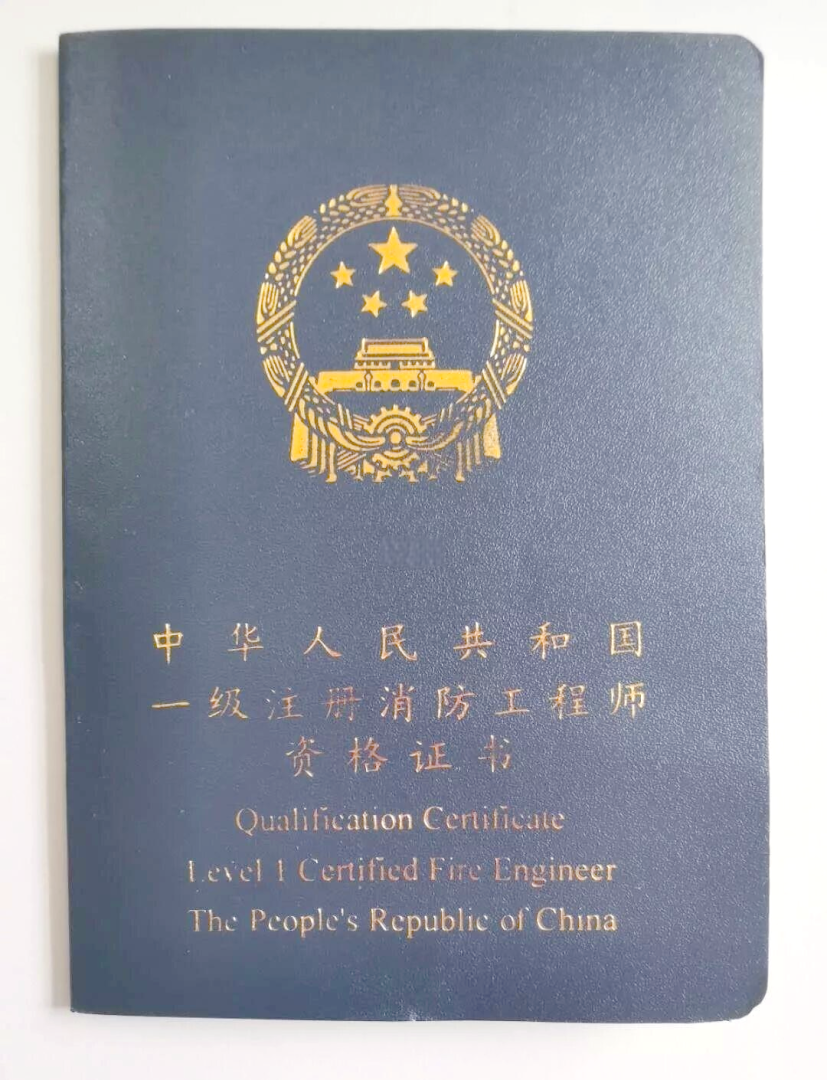 中华人民共和国
一级注册消防工程师
资格证书
Qualification Certificate
Level 1 Certified Fire Engineer
The People's Republic of China